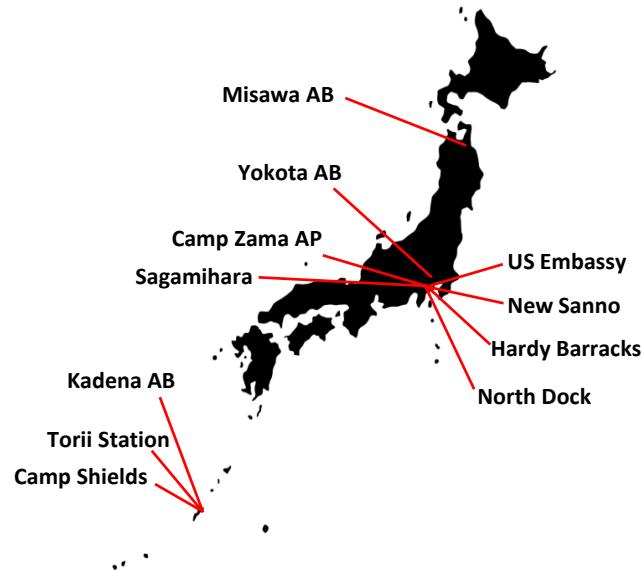 Misawa AB
Yokota AB
Camp Zama AP
US Embassy
Sagamihara
New Sanno
Hardy Barracks
Kadena AB
North Dock
Torii Station
Camp Shields